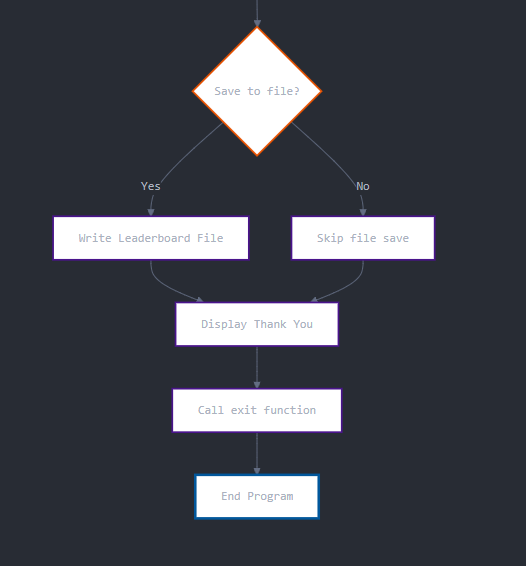 Save to file?
Yes
No
Write Leaderboard File
Skip file save
Display Thank You
Call exit function
End Program